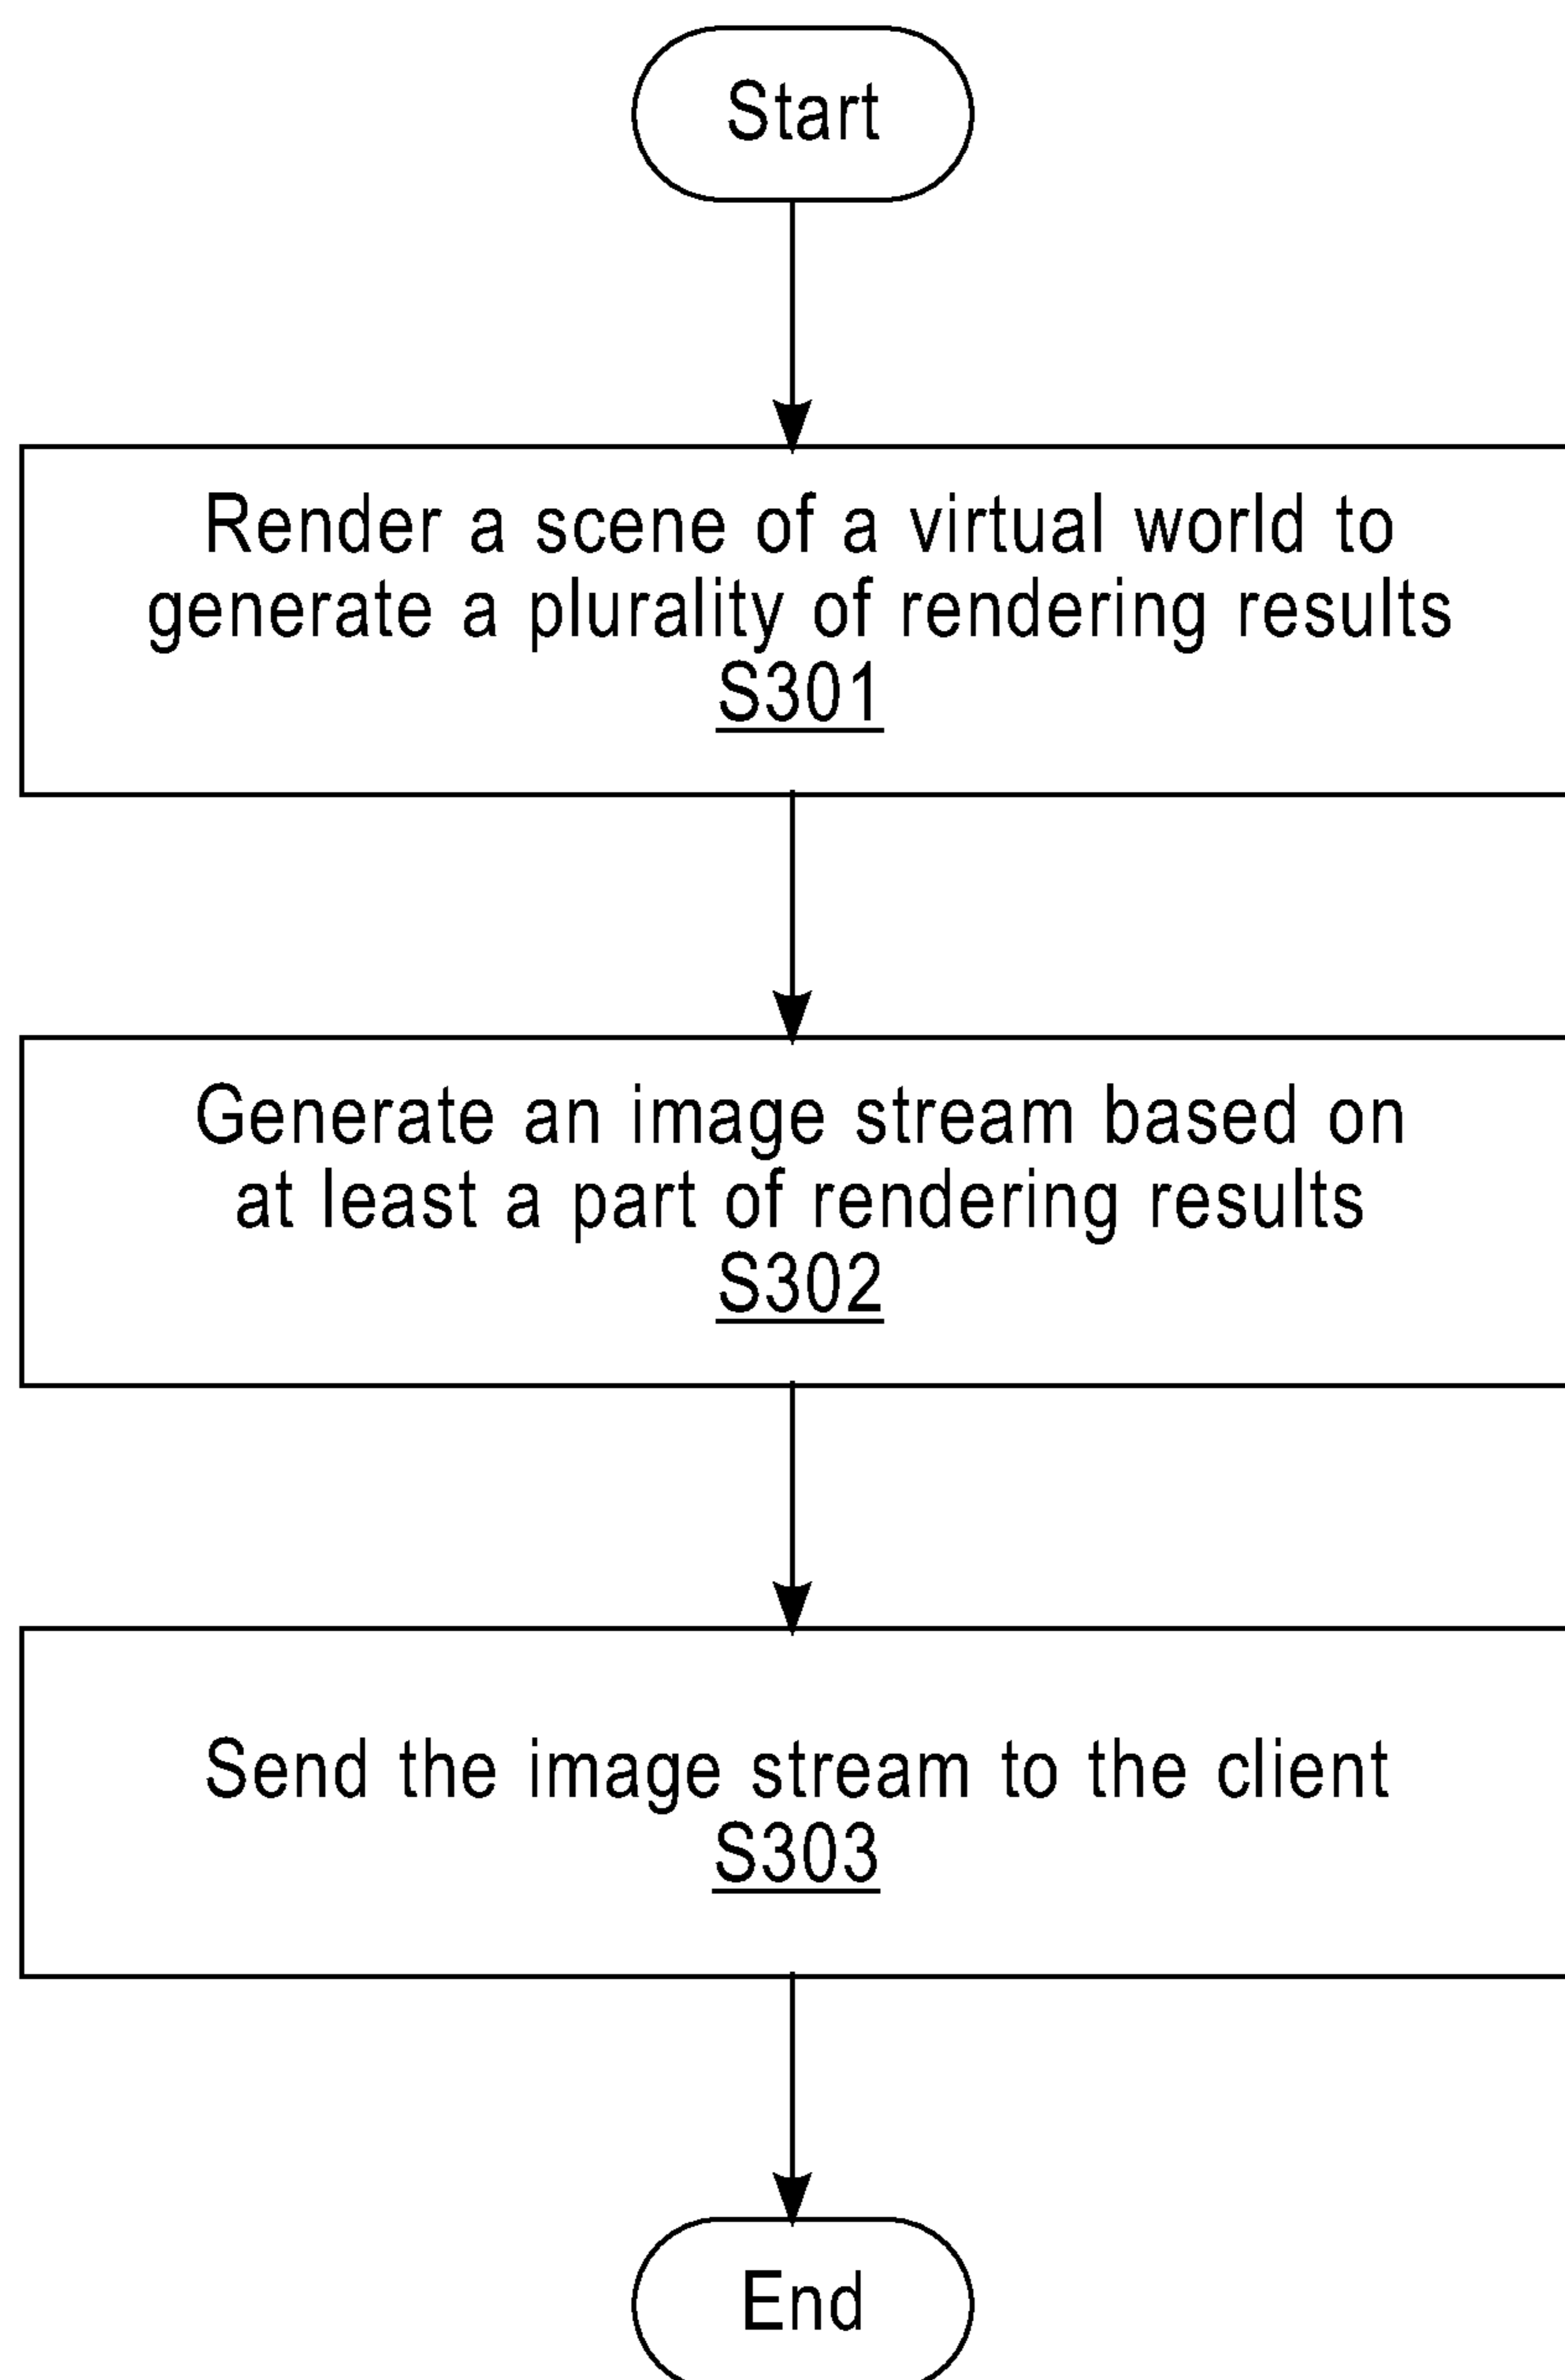 Start
Render a scene of a virtual world to
generate a plurality of rendering results
S301
Generate an image stream based on
at least a part of rendering results
S302
Send the image stream to the client
S303
End